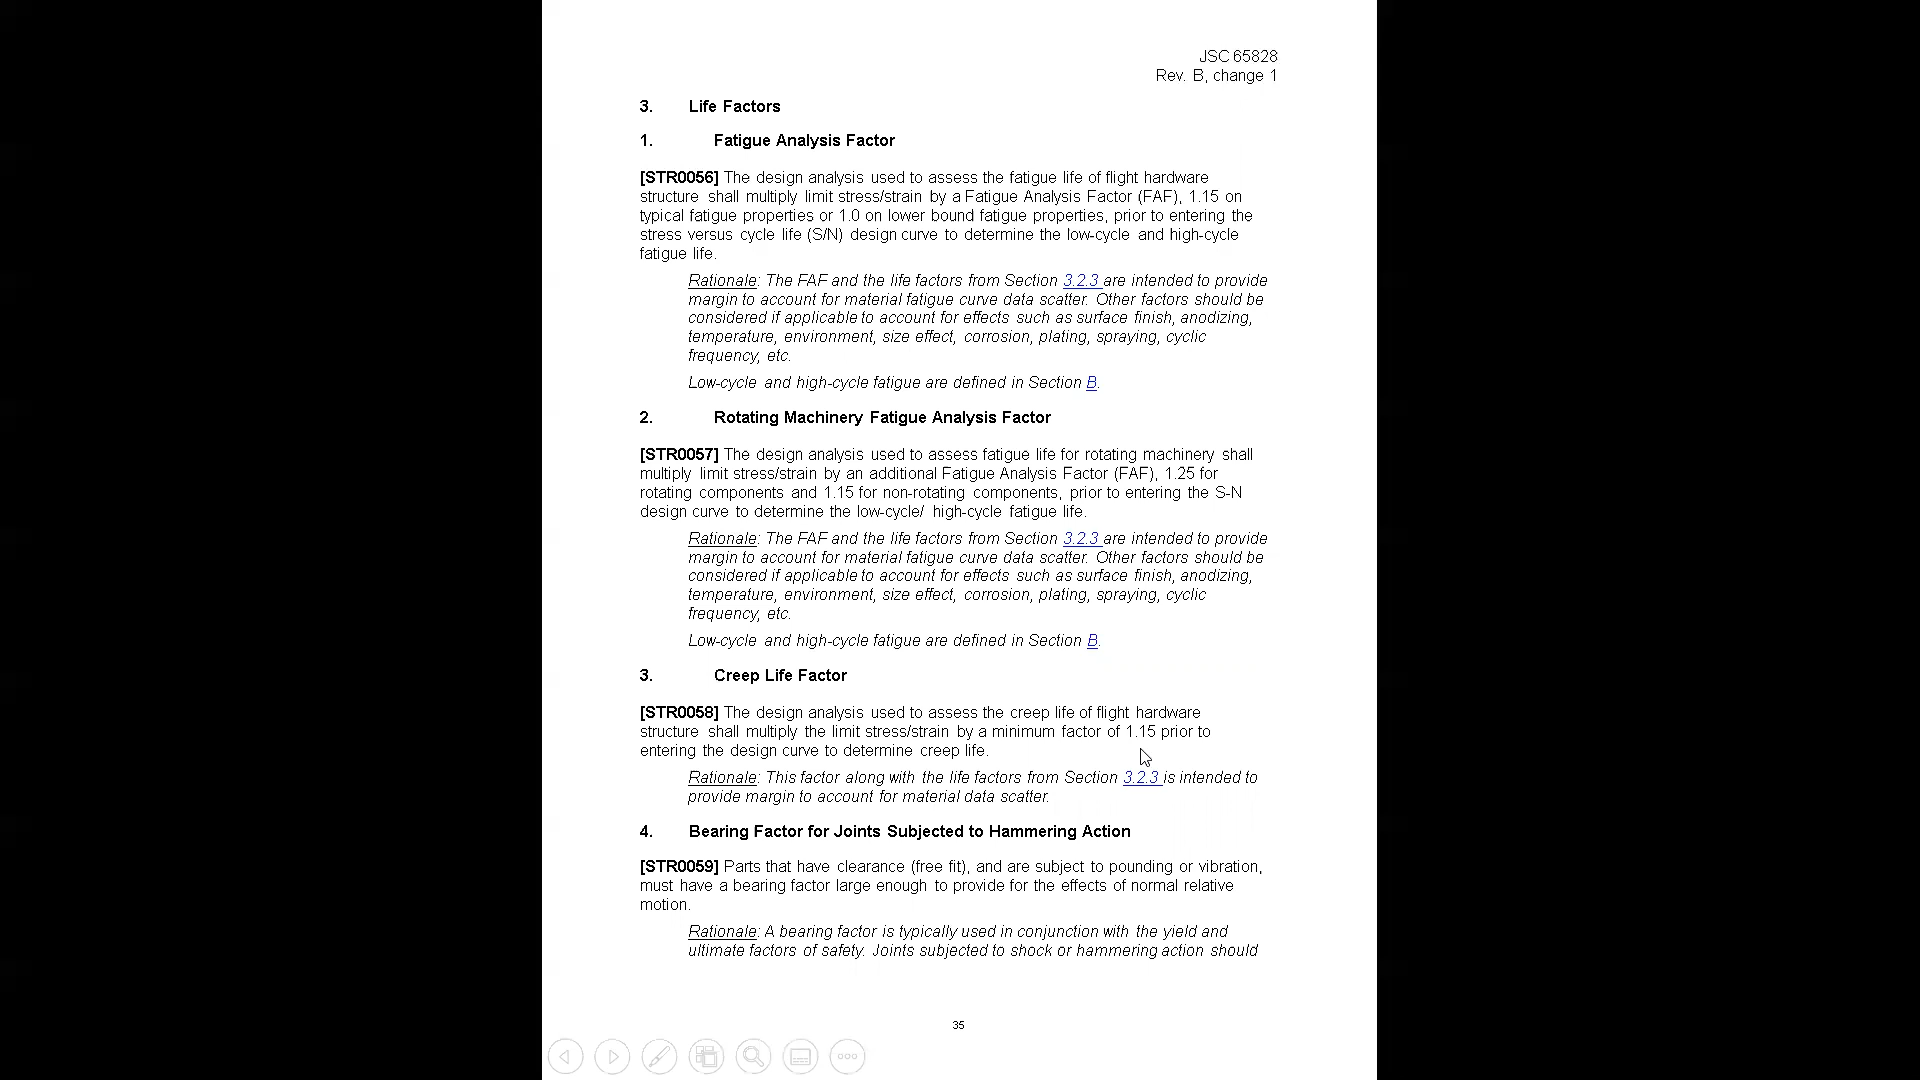 JSC 65828
Rev. B, change 1
3. Life Factors
1. Fatigue Analysis Factor
[STR0056] The design analysis used to assess the fatigue life of flight hardware
structure shall multiply limit stress/strain by a Fatigue Analysis Factor (FAF), 1.15 on
typical fatigue properties or 1.0 on lower bound fatigue properties, prior to entering the
stress versus cycle life (S/N) design curve to determine the low-cycle and high-cycle
fatigue life.
Rationale: The FAF and the life factors from Section 3.2.3 are intended to provide
margin to account for material fatigue curve data scatter. Other factors should be
considered if applicable to account for effects such as surface finish, anodizing,
temperature, environment, size effect, corrosion, plating, spraying, cyclic
frequency, etc.
Low-cycle and high-cycle fatigue are defined in Section B.
2. Rotating Machinery Fatigue Analysis Factor
[STR0057] The design analysis used to assess fatigue life for rotating machinery shall
multiply limit stress/strain by an additional Fatigue Analysis Factor (FAF), 1.25 for
rotating components and 1.15 for non-rotating components, prior to entering the S-N
design curve to determine the low-cycle/ high-cycle fatigue life.
Rationale: The FAF and the life factors from Section 3.2.3 are intended to provide
margin to account for material fatigue curve data scatter. Other factors should be
considered if applicable to account for effects such as surface finish, anodizing,
temperature, environment, size effect, corrosion, plating, spraying, cyclic
frequency, etc.
Low-cycle and high-cycle fatigue are defined in Section B.
3. Creep Life Factor
[STR0058] The design analysis used to assess the creep life of flight hardware
structure shall multiply the limit stress/strain by a minimum factor of 1.15 prior to
entering the design curve to determine creep life.
Rationale: This factor along with the life factors from Section 3.2.3 is intended to
provide margin to account for material data scatter.
4. Bearing Factor for Joints Subjected to Hammering Action
[STR0059] Parts that have clearance (free fit), and are subject to pounding or vibration,
must have a bearing factor large enough to provide for the effects of normal relative
motion.
Rationale: A bearing factor is typically used in conjunction with the yield and
ultimate factors of safety. Joints subjected to shock or hammering action should
35